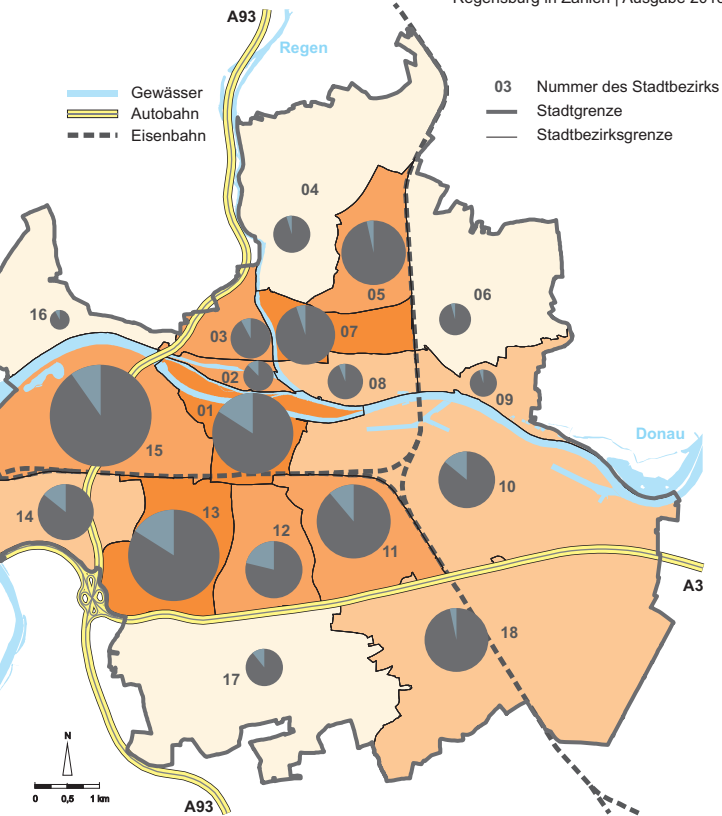 Regensburg in Zahlen | Ausgabe
A93
Regen
Gewässer
Autobahn
Eisenbahn
03 Nummer des Stadtbezirks
Stadtgrenze
Stadtbezirksgrenze
04
05
06
16
03
07
02
08
01
09
15
Donau
10
13
14
12
11
A3
18
17
N
0 0,5 1 km
A93